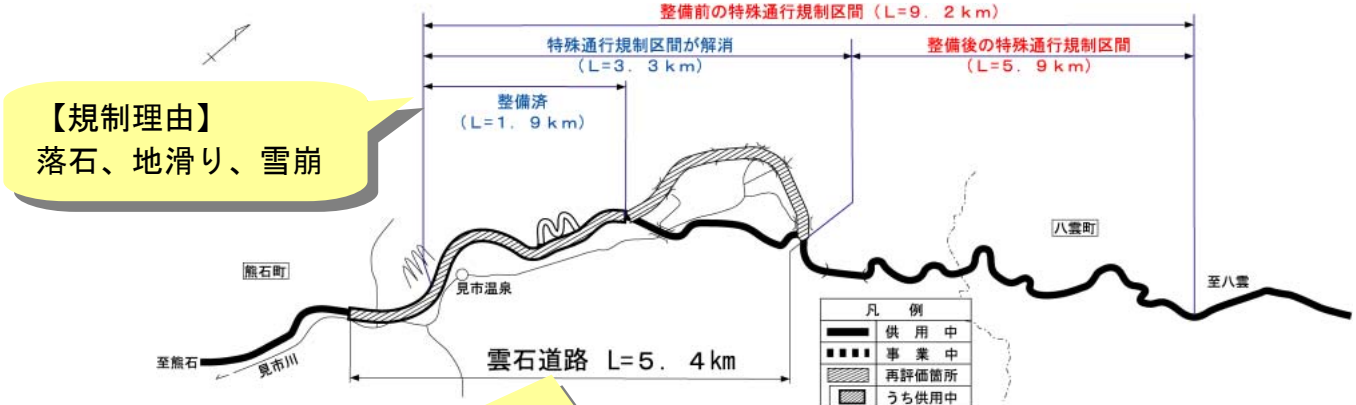 整備前の特殊通行規制区間（L=9．2km）
特殊通行規制区間が解消
（L=3．3km）
整備後の特殊通行規制区間
（L=5．9km）
整備済
（L=1．9km）
【規制理由】
落石、地滑り、雪崩
熊石町
八雲町
見市温泉
至八雲
至熊石
見市川
雲石道路 L=5．4km
凡 例
供 用 中
事 業 中
再評価箇所
うち供用中